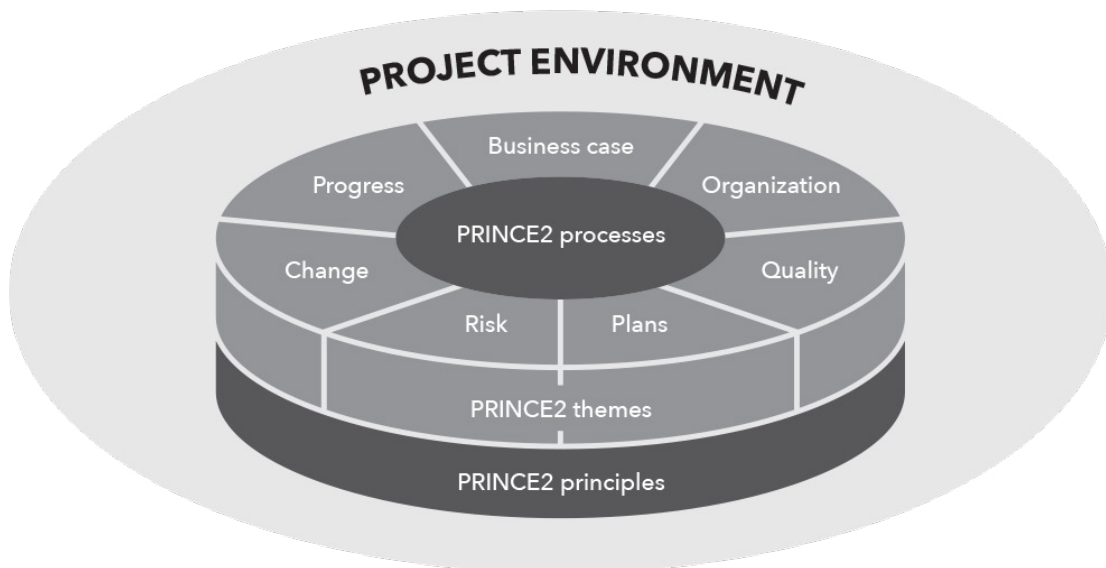 PROJECT ENVIRONMENT
Business case
Progress
Organization
PRINCE2 processes
Change
Quality
Risk
Plans
PRINCE2 themes
PRINCE2 principles